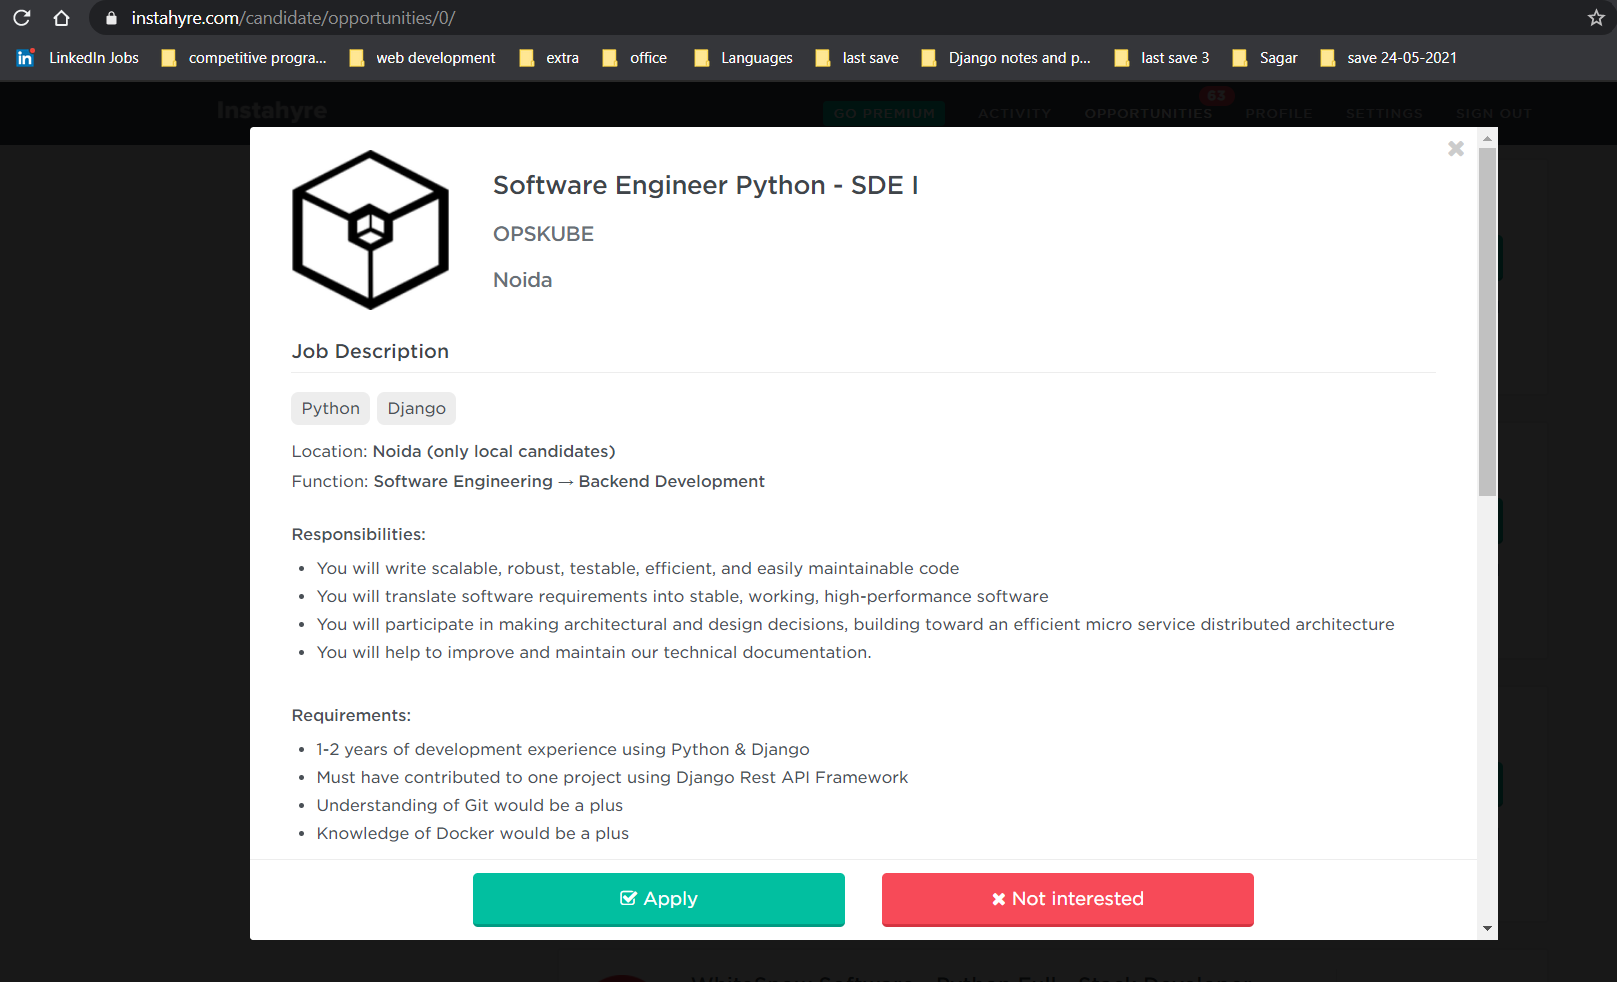 instahyre.com/candidate/opportunities/0/
LinkedIn Jobs competitive progra... web development extra office Languages last save Django notes and p... last save 3 Sagar save 24-05-2021
Instahyre GO PREMIUM ACTIVITY OPPORTUNITIES 63 PROFILE SETTINGS SIGN OUT
Software Engineer Python - SDE I
OPSKUBE
Noida
Job Description
Python Django
Location: Noida (only local candidates)
Function: Software Engineering → Backend Development
Responsibilities:
• You will write scalable, robust, testable, efficient, and easily maintainable code
• You will translate software requirements into stable, working, high-performance software
• You will participate in making architectural and design decisions, building toward an efficient micro service distributed architecture
• You will help to improve and maintain our technical documentation.
Requirements:
• 1-2 years of development experience using Python & Django
• Must have contributed to one project using Django Rest API Framework
• Understanding of Git would be a plus
• Knowledge of Docker would be a plus
Apply Not interested